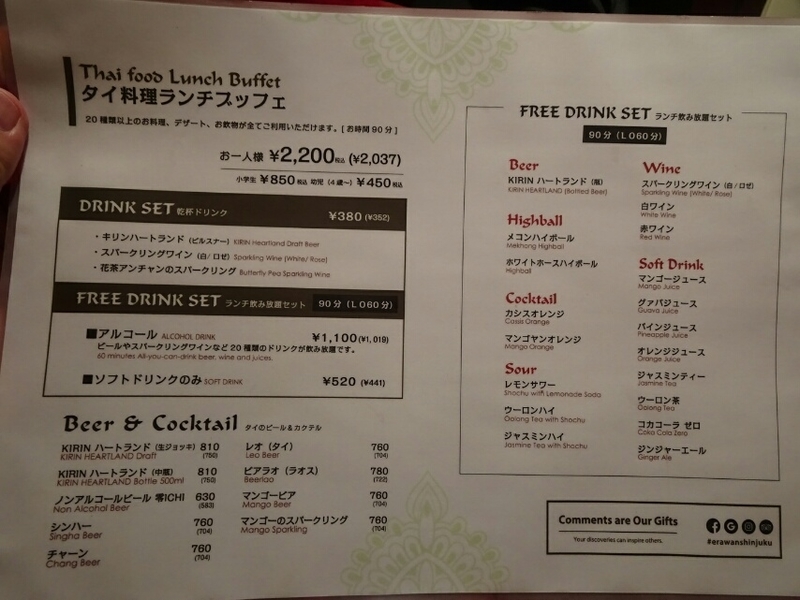 Thai food Lunch Buffet
タイ料理ランチブッフェ
20種類以上のお料理、デザート、お飲物が全てご利用いただけます。[お時間90分]
お一人様 ¥2,200税込 (¥2,037)
小学生 ¥850税込 幼児(4歳〜) ¥450税込
DRINK SET 乾杯ドリンク ¥380 (¥352)
・キリンハートランド(ピルスナー) KIRIN Heartland Draft Beer
・スパークリングワイン(白/ロゼ) Sparkling Wine (White/ Rose)
・花茶アンチャンのスパークリング Butterfly Pea Sparkling Wine
FREE DRINK SET ランチ飲み放題セット 90分(LO60分)
■アルコール ALCOHOL DRINK ¥1,100(¥1,019)
ビールやスパークリングワインなど20種類のドリンクが飲み放題です。
60 minutes All-you-can-drink beer, wine and juices.
■ソフトドリンクのみ SOFT DRINK ¥520 (¥441)
Beer & Cocktail タイのビール&カクテル
KIRIN ハートランド(生ジョッキ) 810
KIRIN HEARTLAND Draft (750)
KIRIN ハートランド(中瓶) 810
KIRIN HEARTLAND Bottle 500ml (750)
ノンアルコールビール 零ICHI 630
Non Alcohol Beer (583)
シンハー 760
Singha Beer (704)
チャーン 760
Chang Beer (704)
レオ(タイ) 760
Leo Beer (704)
ビアラオ(ラオス) 780
Beerlao (722)
マンゴービア 760
Mango Beer (704)
マンゴーのスパークリング 760
Mango Sparkling (704)
FREE DRINK SET ランチ飲み放題セット
90分(LO60分)
Beer
KIRIN ハートランド(瓶)
KIRIN HEARTLAND (Bottled Beer)
Highball
メコンハイボール
Mekhong Highball
ホワイトホースハイボール
Highball
Cocktail
カシスオレンジ
Cassis Orange
マンゴヤンオレンジ
Mango Orange
Sour
レモンサワー
Shochu with Lemonade Soda
ウーロンハイ
Oolong Tea with Shochu
ジャスミンハイ
Jasmine Tea with Shochu
Wine
スパークリングワイン(白/ロゼ)
Sparkling Wine (White/ Rose)
白ワイン
White Wine
赤ワイン
Red Wine
Soft Drink
マンゴージュース
Mango Juice
グァバジュース
Guava Juice
パインジュース
Pineapple Juice
オレンジジュース
Orange Juice
ジャスミンティー
Jasmine Tea
ウーロン茶
Oolong Tea
コカコーラ ゼロ
Coka Cola Zero
ジンジャーエール
Ginger Ale
Comments are Our Gifts
Your discoveries can inspire others.
#erawanshinjuku